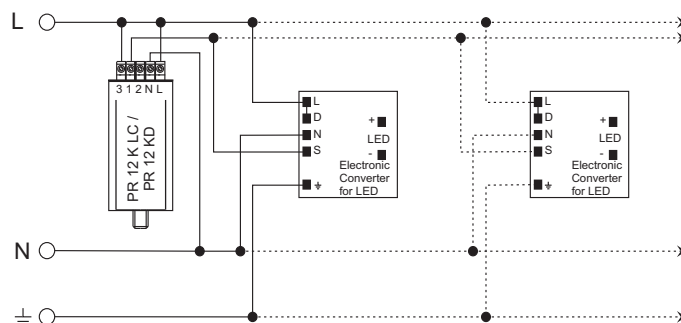 L
3 1 2 N L
PR 12 K LC /
PR 12 KD
L
D
N
S
+
LED
-
Electronic
Converter
for LED
L
D
N
S
+
LED
-
Electronic
Converter
for LED
N